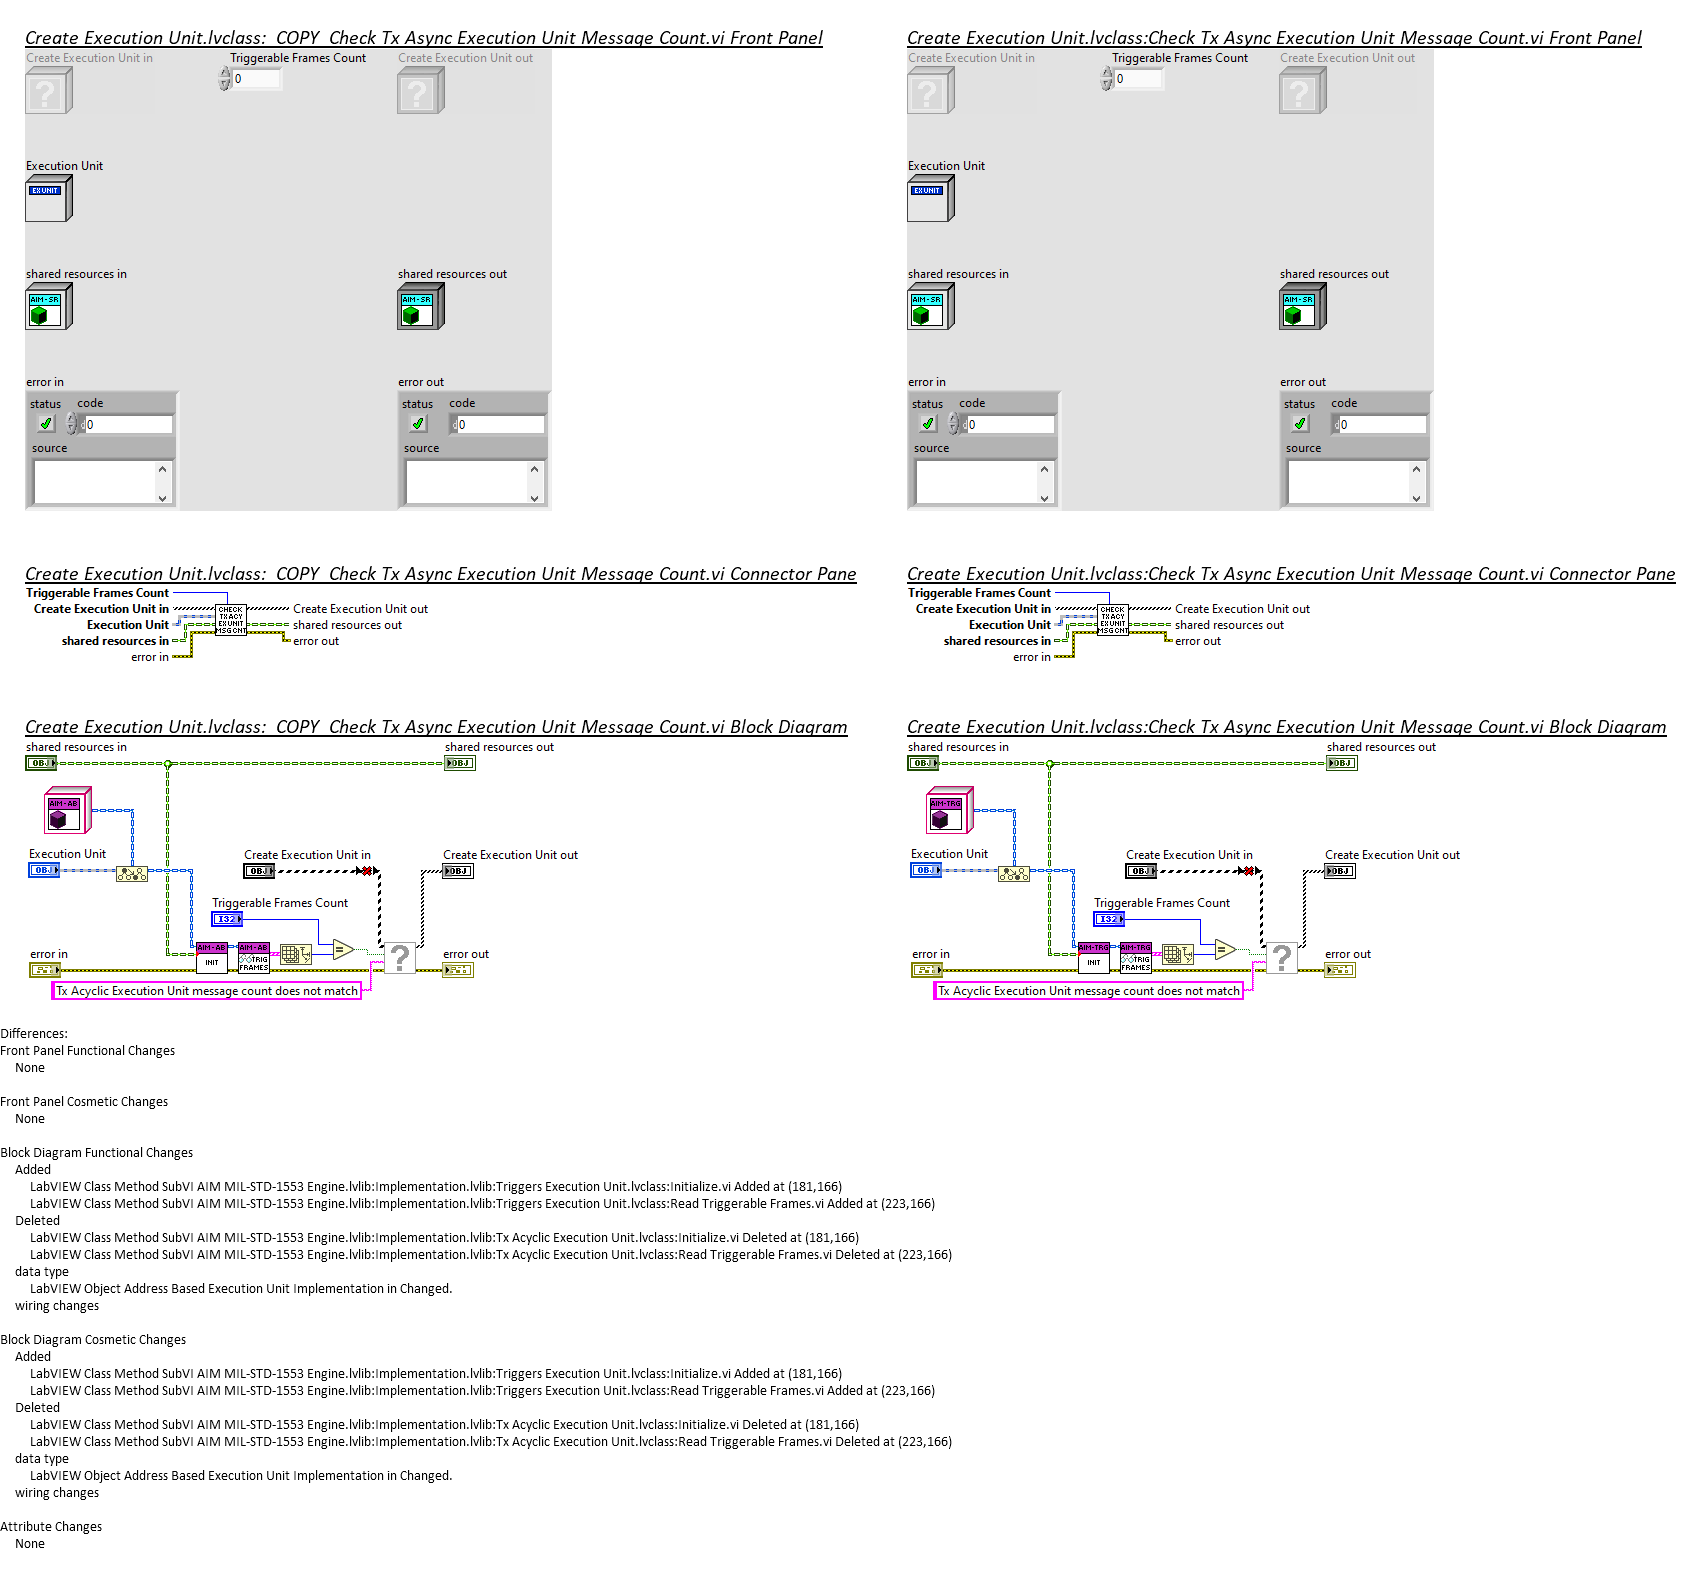 Create Execution Unit.lvclass:_COPY_Check Tx Async Execution Unit Message Count.vi Front Panel
Create Execution Unit in
Triggerable Frames Count
Create Execution Unit out
?
0
?
Execution Unit
EX UNIT
shared resources in
shared resources out
AIM-SR
AIM-SR
error in
error out
status code
status code
d0
d0
source
source
Create Execution Unit.lvclass:Check Tx Async Execution Unit Message Count.vi Front Panel
Create Execution Unit in
Triggerable Frames Count
Create Execution Unit out
?
0
?
Execution Unit
EX UNIT
shared resources in
shared resources out
AIM-SR
AIM-SR
error in
error out
status code
status code
d0
d0
source
source
Create Execution Unit.lvclass:_COPY_Check Tx Async Execution Unit Message Count.vi Connector Pane
Triggerable Frames Count
Create Execution Unit in
Execution Unit
shared resources in
error in
CHECK
TX ACY
EX UNIT
MSG CNT
Create Execution Unit out
shared resources out
error out
Create Execution Unit.lvclass:Check Tx Async Execution Unit Message Count.vi Connector Pane
Triggerable Frames Count
Create Execution Unit in
Execution Unit
shared resources in
error in
CHECK
TX ACY
EX UNIT
MSG CNT
Create Execution Unit out
shared resources out
error out
Create Execution Unit.lvclass:_COPY_Check Tx Async Execution Unit Message Count.vi Block Diagram
shared resources in
shared resources out
OBJ
OBJ
AIM-AB
Execution Unit
Create Execution Unit in
Create Execution Unit out
OBJ
OBJ
OBJ
Triggerable Frames Count
I32
error in
AIM-AB
INIT
AIM-AB
TRIG
FRAMES
=
?
error out
Tx Acyclic Execution Unit message count does not match
Create Execution Unit.lvclass:Check Tx Async Execution Unit Message Count.vi Block Diagram
shared resources in
shared resources out
OBJ
OBJ
AIM-TRG
Execution Unit
Create Execution Unit in
Create Execution Unit out
OBJ
OBJ
OBJ
Triggerable Frames Count
I32
error in
AIM-TRG
INIT
AIM-TRG
TRIG
FRAMES
=
?
error out
Tx Acyclic Execution Unit message count does not match
Differences:
Front Panel Functional Changes
None
Front Panel Cosmetic Changes
None
Block Diagram Functional Changes
Added
LabVIEW Class Method SubVI AIM MIL-STD-1553 Engine.lvlib:Implementation.lvlib:Triggers Execution Unit.lvclass:Initialize.vi Added at (181,166)
LabVIEW Class Method SubVI AIM MIL-STD-1553 Engine.lvlib:Implementation.lvlib:Triggers Execution Unit.lvclass:Read Triggerable Frames.vi Added at (223,166)
Deleted
LabVIEW Class Method SubVI AIM MIL-STD-1553 Engine.lvlib:Implementation.lvlib:Tx Acyclic Execution Unit.lvclass:Initialize.vi Deleted at (181,166)
LabVIEW Class Method SubVI AIM MIL-STD-1553 Engine.lvlib:Implementation.lvlib:Tx Acyclic Execution Unit.lvclass:Read Triggerable Frames.vi Deleted at (223,166)
data type
LabVIEW Object Address Based Execution Unit Implementation in Changed.
wiring changes
Block Diagram Cosmetic Changes
Added
LabVIEW Class Method SubVI AIM MIL-STD-1553 Engine.lvlib:Implementation.lvlib:Triggers Execution Unit.lvclass:Initialize.vi Added at (181,166)
LabVIEW Class Method SubVI AIM MIL-STD-1553 Engine.lvlib:Implementation.lvlib:Triggers Execution Unit.lvclass:Read Triggerable Frames.vi Added at (223,166)
Deleted
LabVIEW Class Method SubVI AIM MIL-STD-1553 Engine.lvlib:Implementation.lvlib:Tx Acyclic Execution Unit.lvclass:Initialize.vi Deleted at (181,166)
LabVIEW Class Method SubVI AIM MIL-STD-1553 Engine.lvlib:Implementation.lvlib:Tx Acyclic Execution Unit.lvclass:Read Triggerable Frames.vi Deleted at (223,166)
data type
LabVIEW Object Address Based Execution Unit Implementation in Changed.
wiring changes
Attribute Changes
None